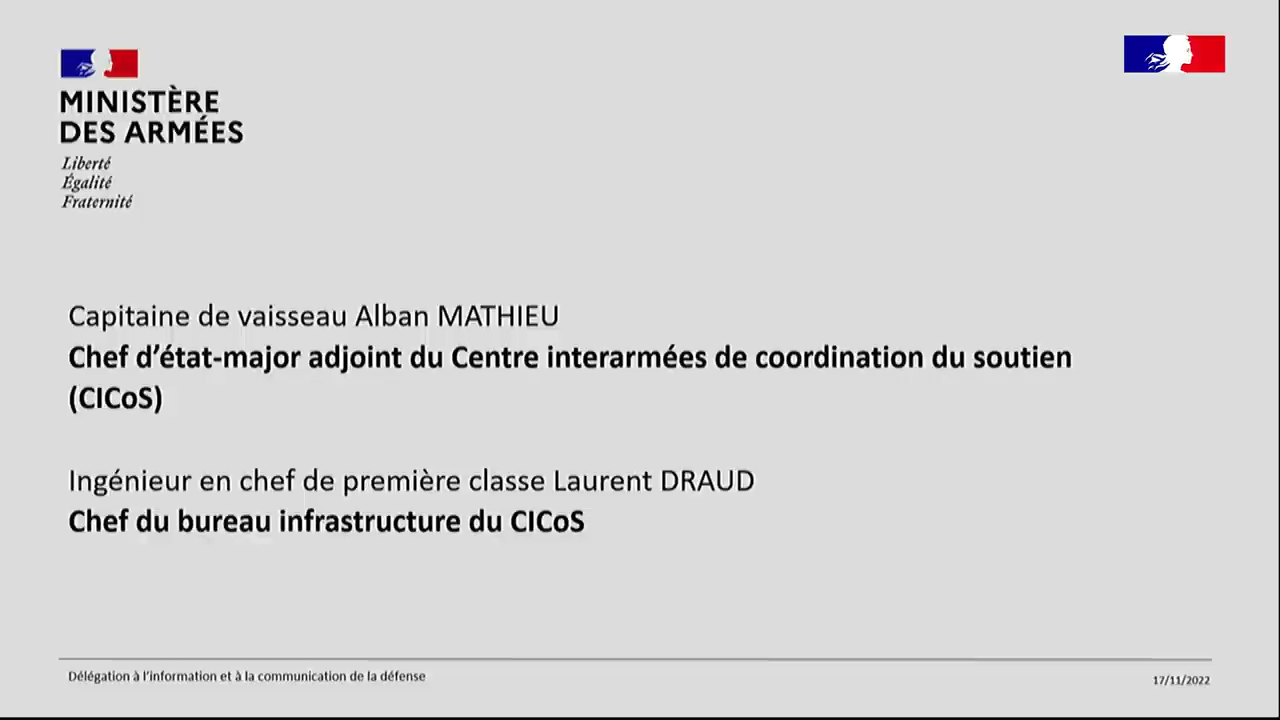 MINISTÈRE
DES ARMÉES
Liberté
Égalité
Fraternité
Capitaine de vaisseau Alban MATHIEU
Chef d’état-major adjoint du Centre interarmées de coordination du soutien
(CICoS)
Ingénieur en chef de première classe Laurent DRAUD
Chef du bureau infrastructure du CICoS
Délégation à l’information et à la communication de la défense
17/11/2022